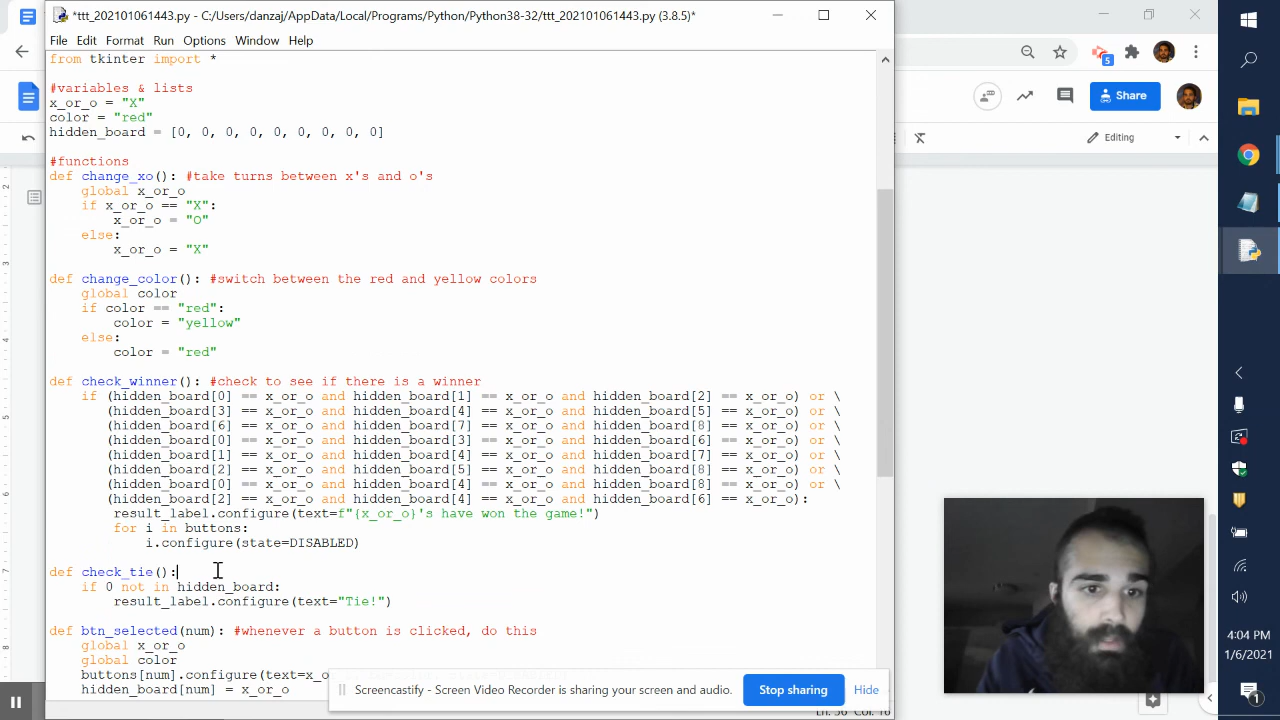 *ttt_202101061443.py - C:/Users/danzaj/AppData/Local/Programs/Python/Python38-32/ttt_202101061443.py (3.8.5)*
File Edit Format Run Options Window Help
from tkinter import *
#variables & lists
x_or_o = "X"
color = "red"
hidden_board = [0, 0, 0, 0, 0, 0, 0, 0, 0]
#functions
def change_xo(): #take turns between x's and o's
global x_or_o
if x_or_o == "X":
x_or_o = "O"
else:
x_or_o = "X"
def change_color(): #switch between the red and yellow colors
global color
if color == "red":
color = "yellow"
else:
color = "red"
def check_winner(): #check to see if there is a winner
if (hidden_board[0] == x_or_o and hidden_board[1] == x_or_o and hidden_board[2] == x_or_o) or \
(hidden_board[3] == x_or_o and hidden_board[4] == x_or_o and hidden_board[5] == x_or_o) or \
(hidden_board[6] == x_or_o and hidden_board[7] == x_or_o and hidden_board[8] == x_or_o) or \
(hidden_board[0] == x_or_o and hidden_board[3] == x_or_o and hidden_board[6] == x_or_o) or \
(hidden_board[1] == x_or_o and hidden_board[4] == x_or_o and hidden_board[7] == x_or_o) or \
(hidden_board[2] == x_or_o and hidden_board[5] == x_or_o and hidden_board[8] == x_or_o) or \
(hidden_board[0] == x_or_o and hidden_board[4] == x_or_o and hidden_board[8] == x_or_o) or \
(hidden_board[2] == x_or_o and hidden_board[4] == x_or_o and hidden_board[6] == x_or_o):
result_label.configure(text=f"{x_or_o}'s have won the game!")
for i in buttons:
i.configure(state=DISABLED)
def check_tie():
if 0 not in hidden_board:
result_label.configure(text="Tie!")
def btn_selected(num): #whenever a button is clicked, do this
global x_or_o
global color
buttons[num].configure(text=x_o
hidden_board[num] = x_or_o
Screencastify - Screen Video Recorder is sharing your screen and audio. Stop sharing Hide
5
Share
Editing
2
3
4
5
6
7
8
4:04 PM
1/6/2021
1